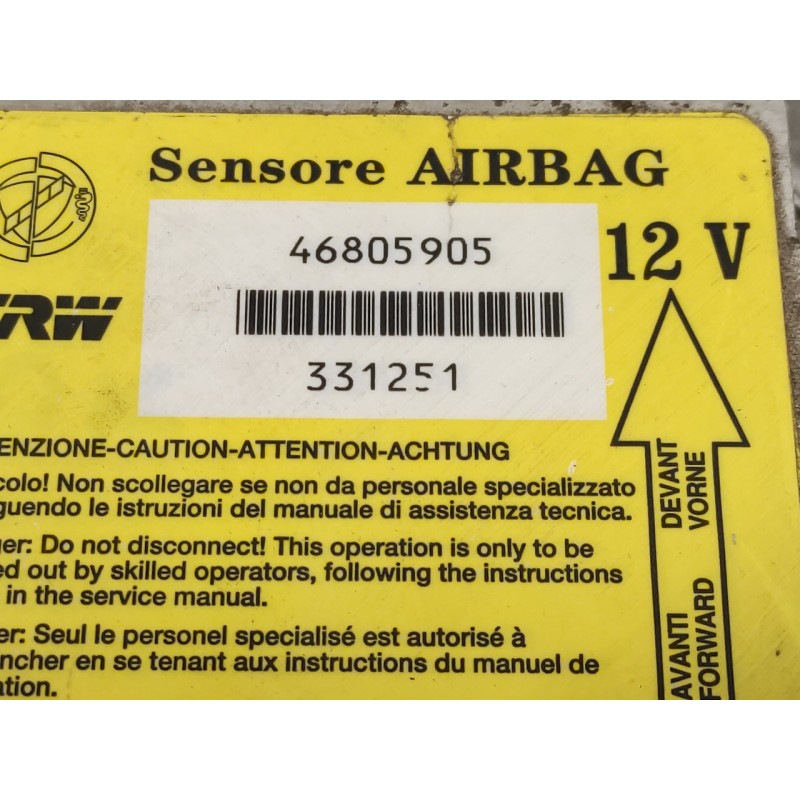 Sensore AIRBAG
46805905
12 V
TRW
331251
ENZIONE-CAUTION-ATTENTION-ACHTUNG
colo! Non scollegare se non da personale specializzato
guendo le istruzioni del manuale di assistenza tecnica.
ger: Do not disconnect! This operation is only to be
ed out by skilled operators, following the instructions
in the service manual.
er: Seul le personel specialisé est autorisé à
ncher en se tenant aux instructions du manuel de
ation.
DEVANT
VORNE
AVANTI
FORWARD